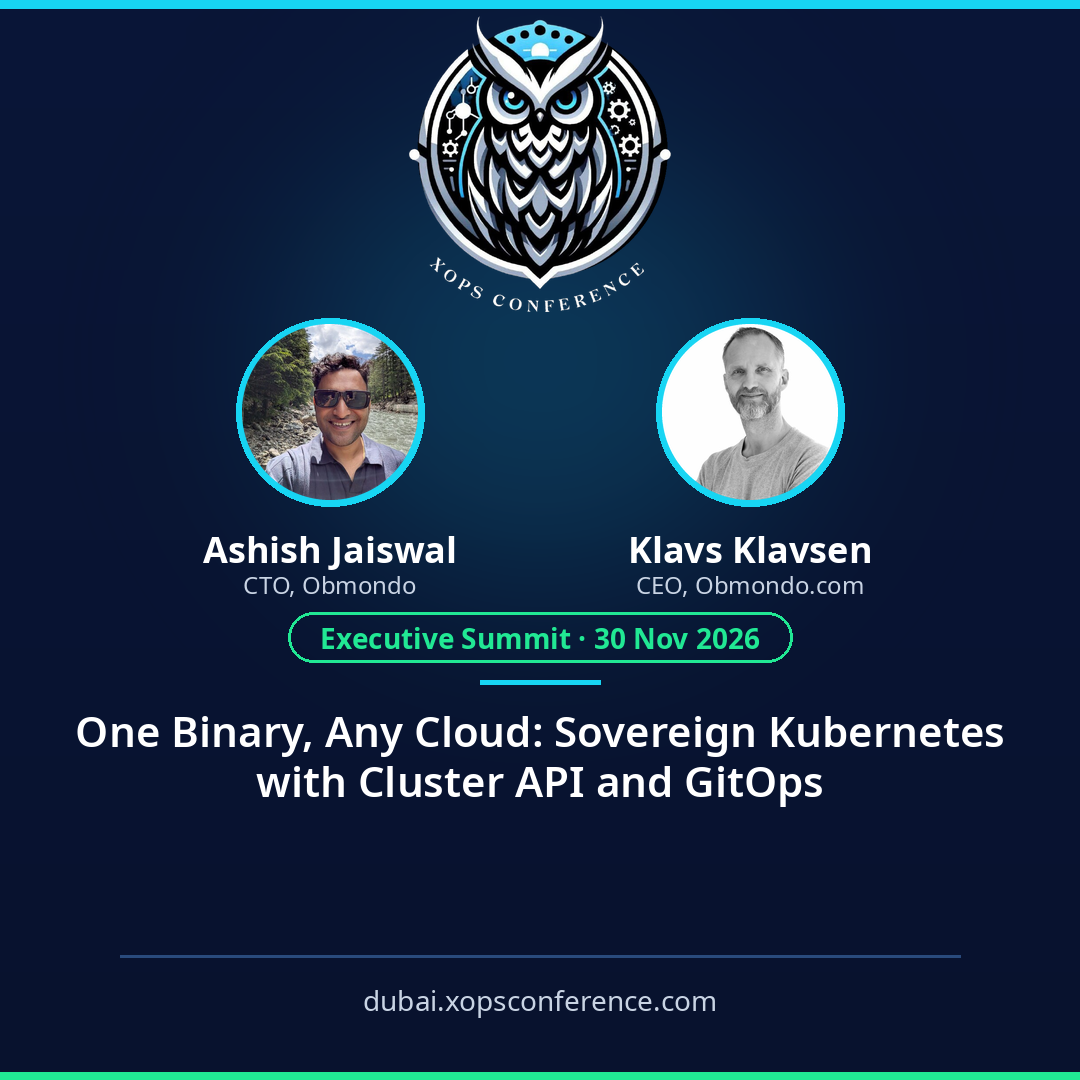 XOPS CONFERENCE
Ashish Jaiswal
CTO, Obmondo
Klavs Klavsen
CEO, Obmondo.com
Executive Summit · 30 Nov 2026
One Binary, Any Cloud: Sovereign Kubernetes
with Cluster API and GitOps
dubai.xopsconference.com